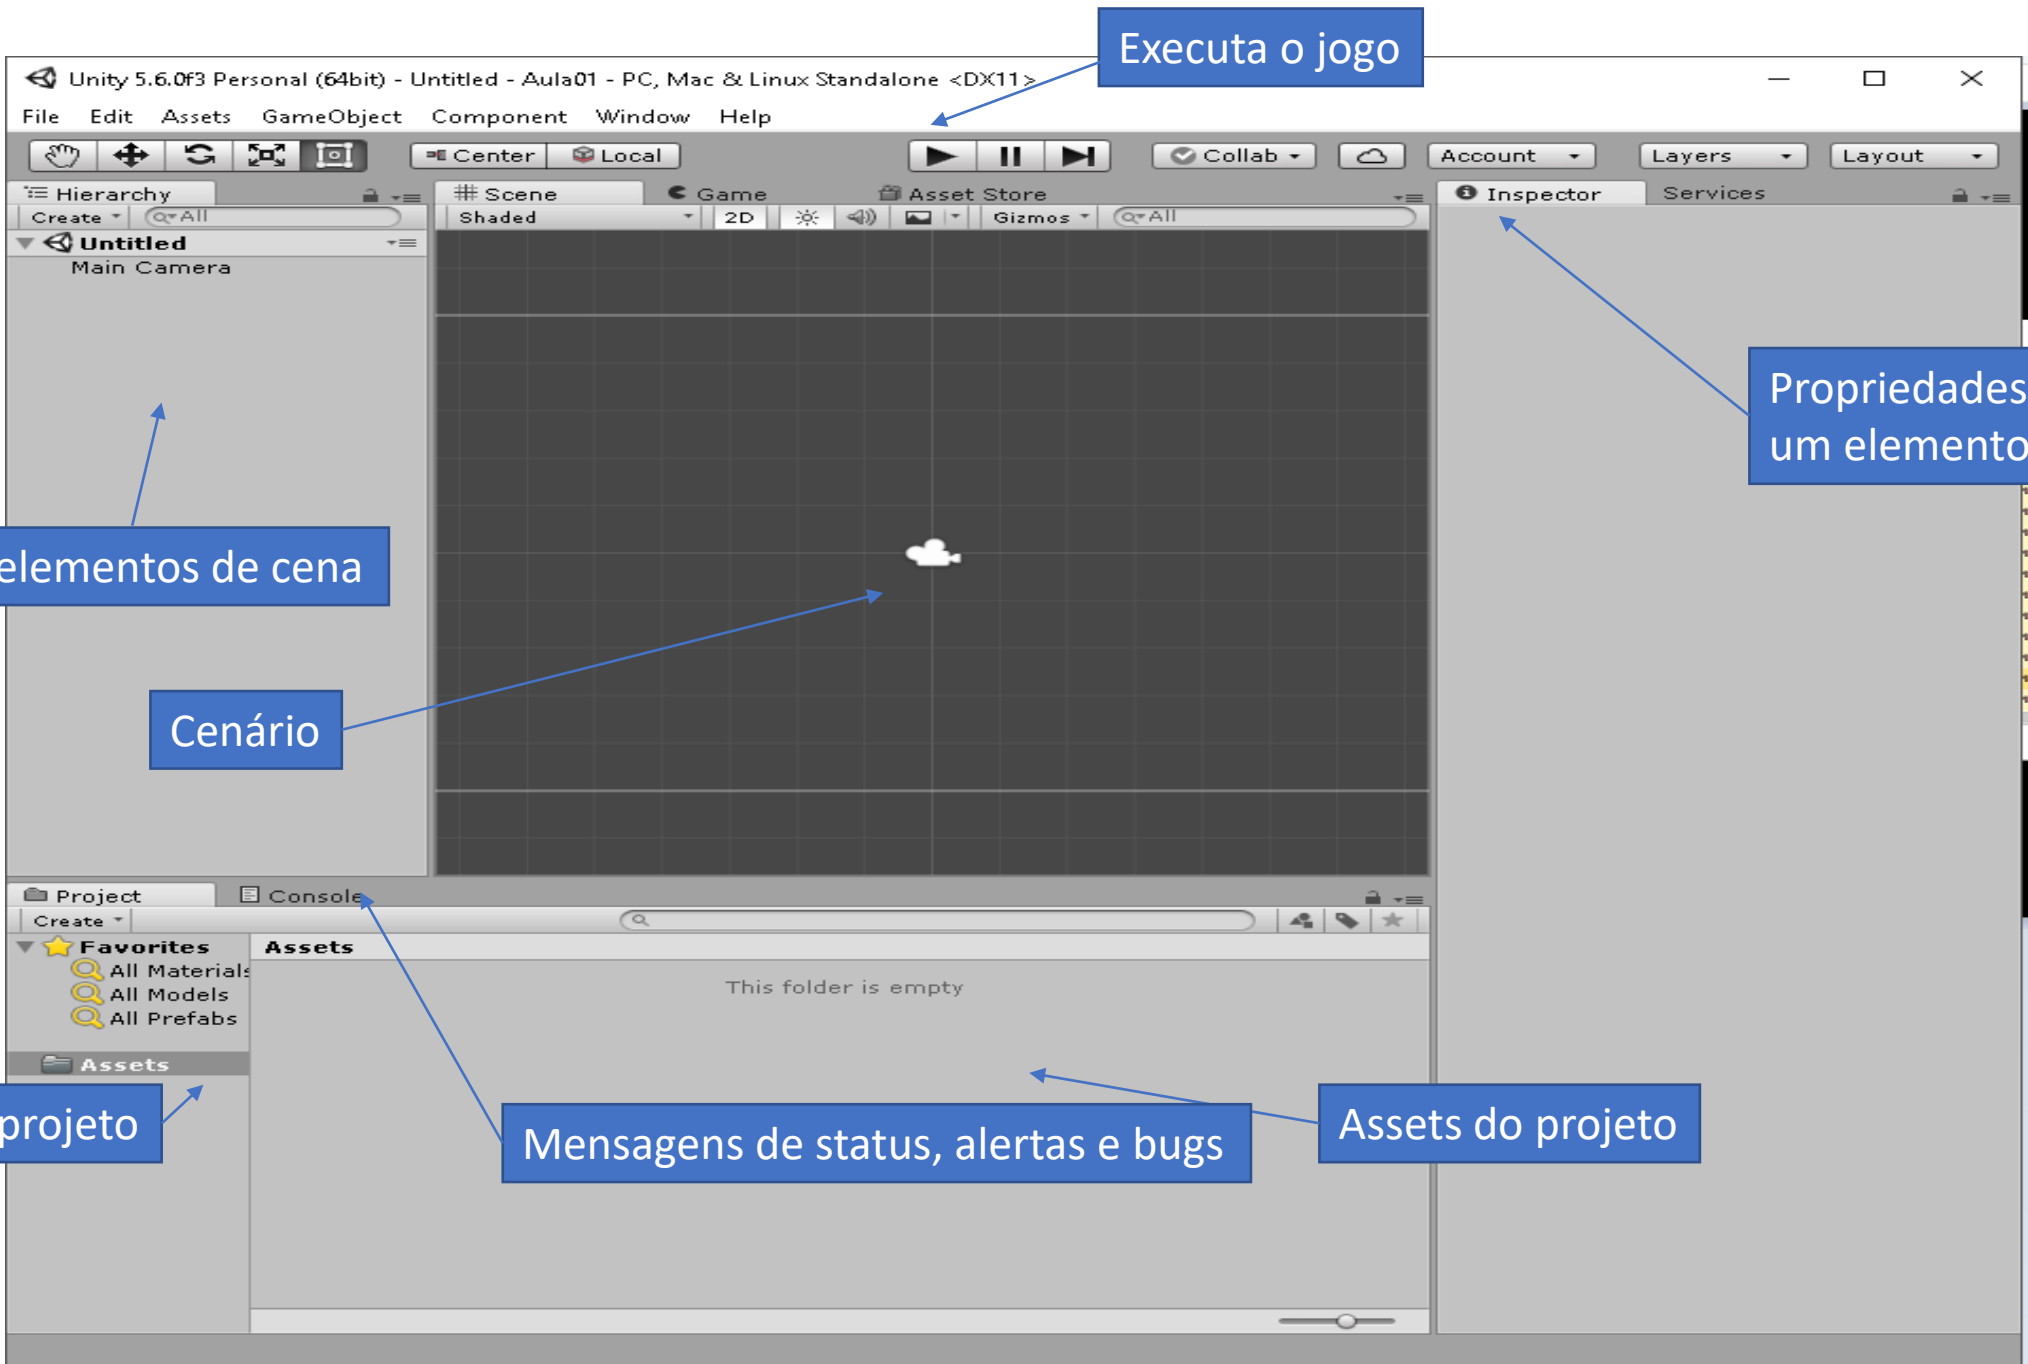 Executa o jogo
Unity 5.6.0f3 Personal (64bit) - Untitled - Aula01 - PC, Mac & Linux Standalone <DX11>
File Edit Assets GameObject Component Window Help
Center Local Collab Account Layers Layout
Hierarchy Scene Game Asset Store Inspector Services
Create All Shaded 2D Gizmos All
Untitled
Main Camera
Propriedades
um elemento
elementos de cena
Cenário
Project Console
Create
Favorites Assets
All Materials
All Models
All Prefabs
This folder is empty
Assets
projeto
Mensagens de status, alertas e bugs
Assets do projeto